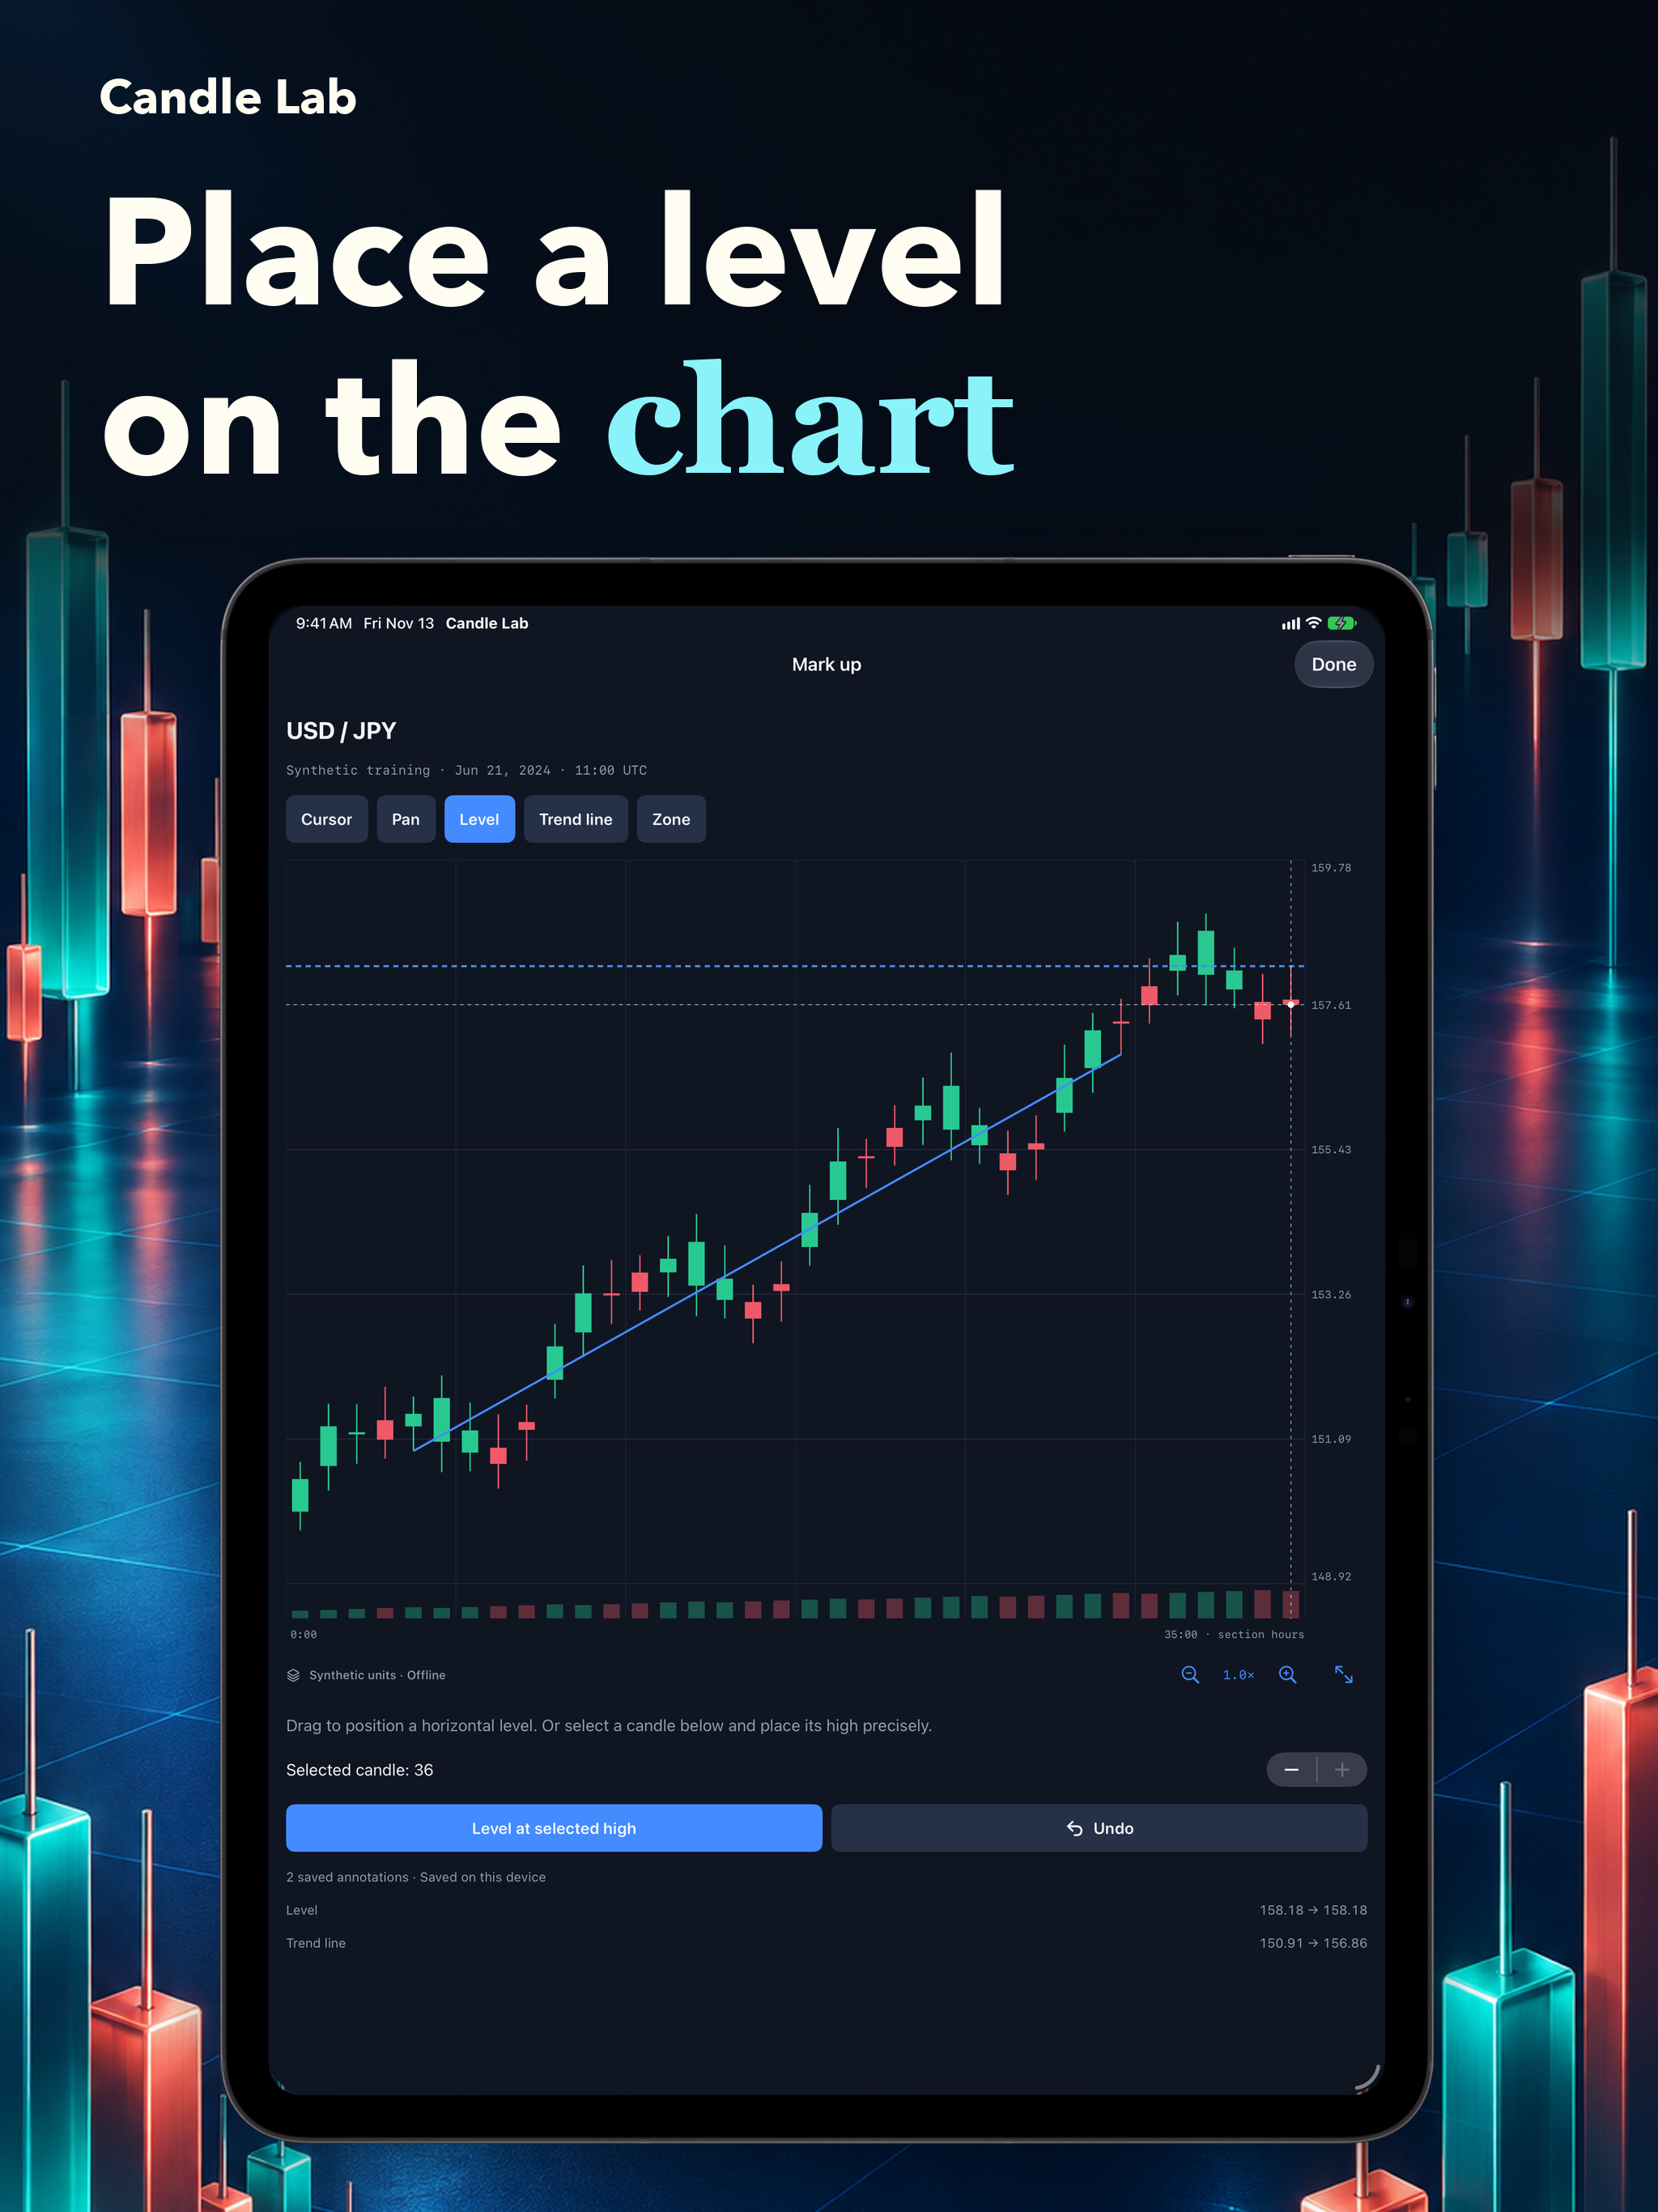 Candle Lab
Place a level
on the chart
9:41 AM Fri Nov 13 Candle Lab
Mark up
Done
USD / JPY
Synthetic training · Jun 21, 2024 · 11:00 UTC
Cursor Pan Level Trend line Zone
159.78
157.61
155.43
153.26
151.09
148.92
0:00 35:00 · section hours
Synthetic units · Offline 1.0×
Drag to position a horizontal level. Or select a candle below and place its high precisely.
Selected candle: 36
Level at selected high Undo
2 saved annotations · Saved on this device
Level 158.18 → 158.18
Trend line 150.91 → 156.86